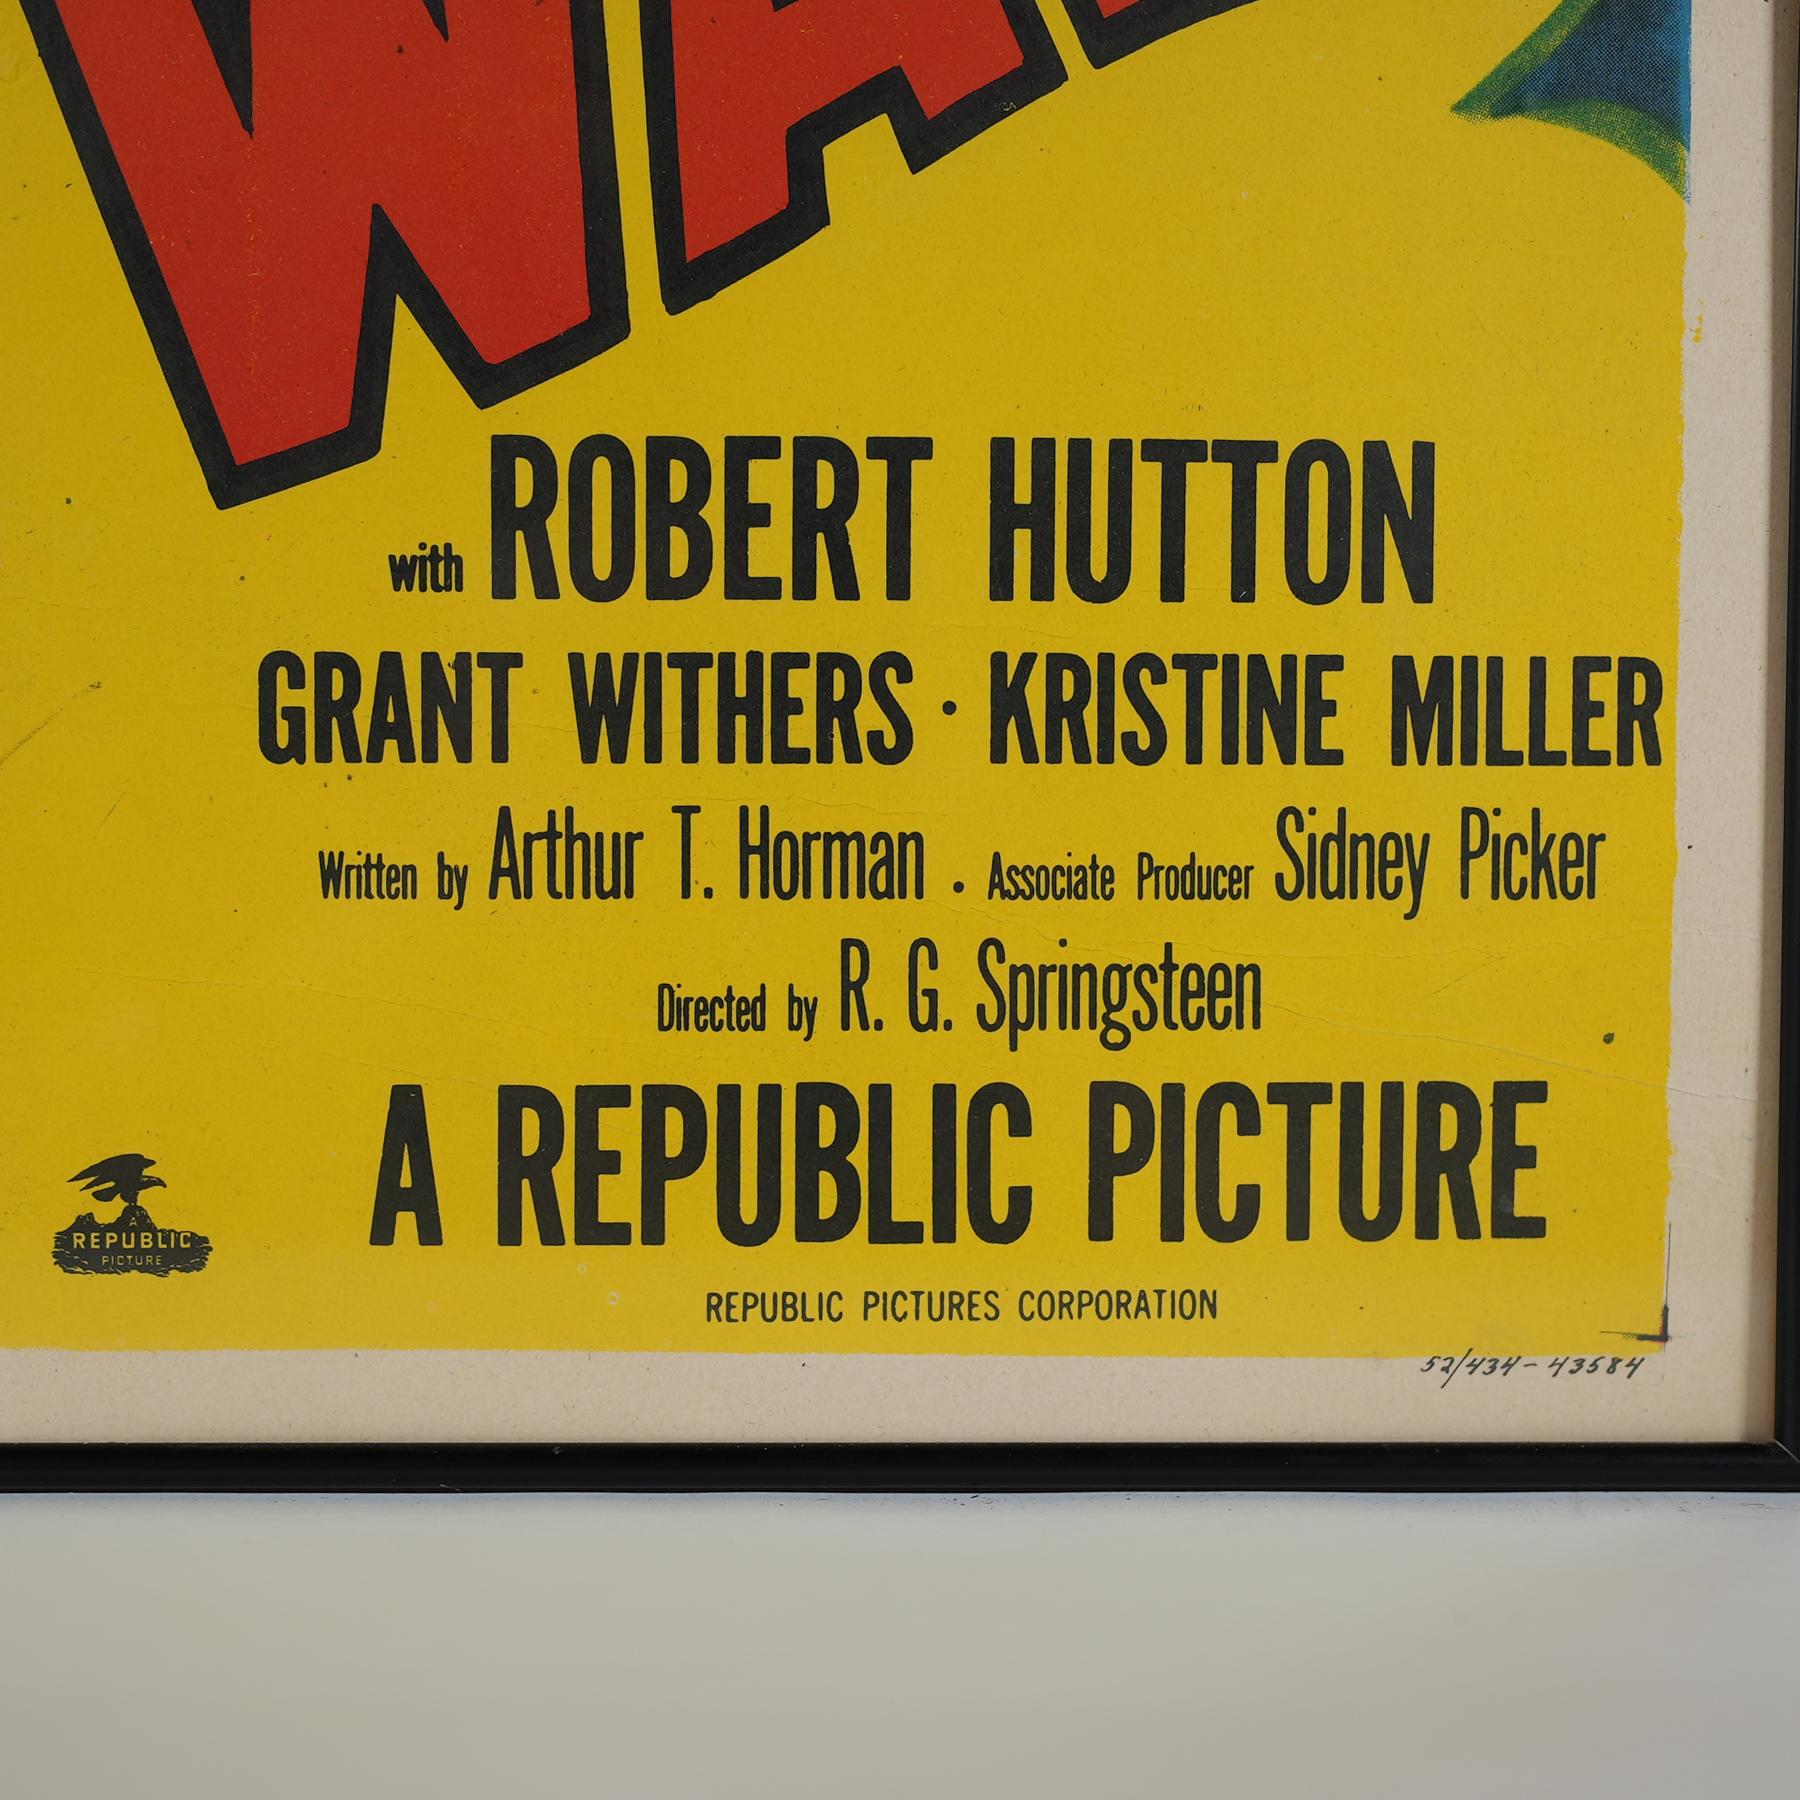 WA
with ROBERT HUTTON
GRANT WITHERS · KRISTINE MILLER
Written by Arthur T. Horman . Associate Producer Sidney Picker
Directed by R. G. Springsteen
A REPUBLIC PICTURE
A
REPUBLIC
PICTURE
REPUBLIC PICTURES CORPORATION
52/434-43584